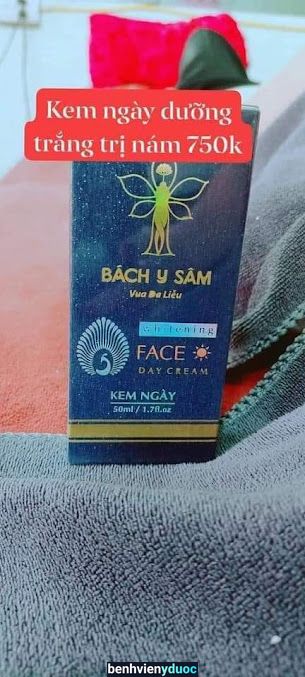 Kem ngày dưỡng
trắng trị nám 750k
BÁCH Y SÂM
Vua Da Liễu
whitening
5
FACE
DAY CREAM
KEM NGÀY
50ml / 1.7fl.oz
benhvienyduoc